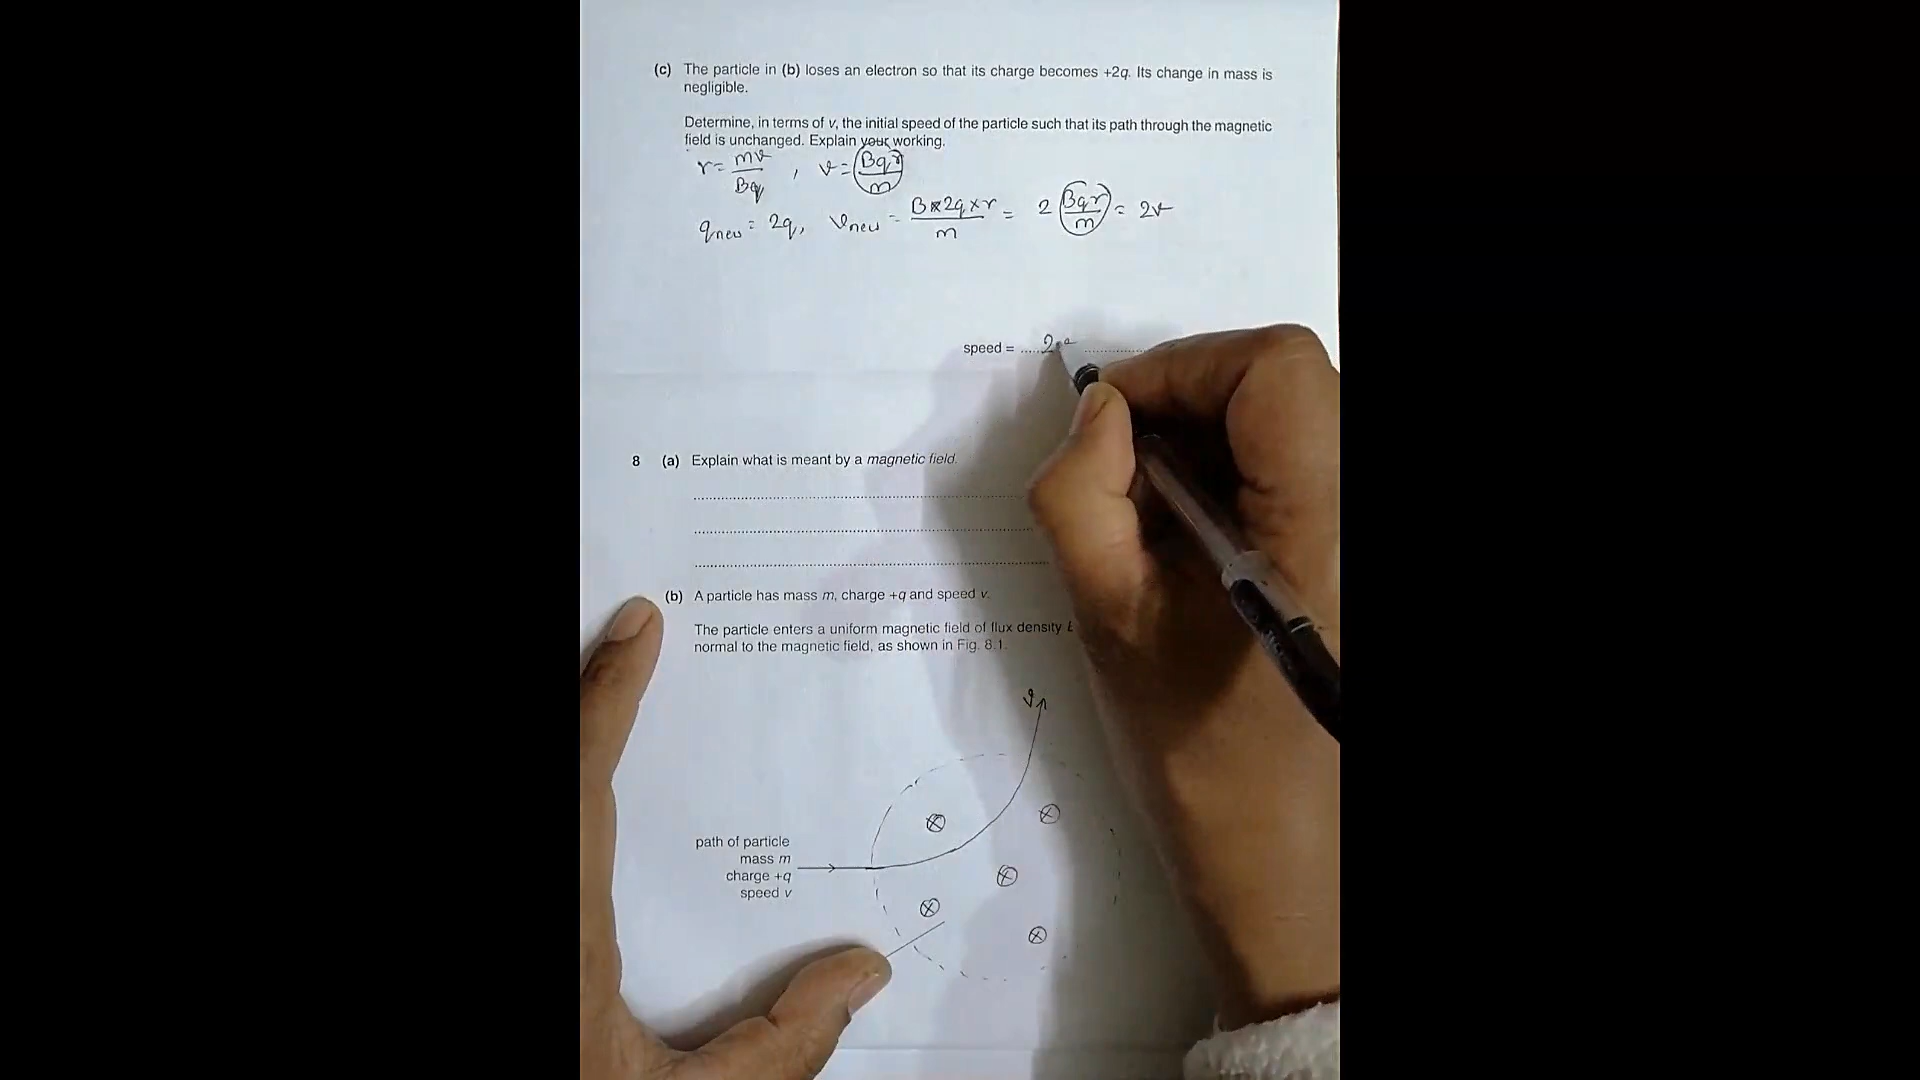 (c) The particle in (b) loses an electron so that its charge becomes +2q. Its change in mass is
negligible.
Determine, in terms of v, the initial speed of the particle such that its path through the magnetic
field is unchanged. Explain your working.
r = mv/Bq , v = Bqr/m
q new = 2q, v new = B×2q×r/m = 2 Bqr/m = 2v
speed = .....2v
8 (a) Explain what is meant by a magnetic field.
(b) A particle has mass m, charge +q and speed v.
The particle enters a uniform magnetic field of flux density
normal to the magnetic field, as shown in Fig. 8.1.
v
path of particle
mass m
charge +q
speed v